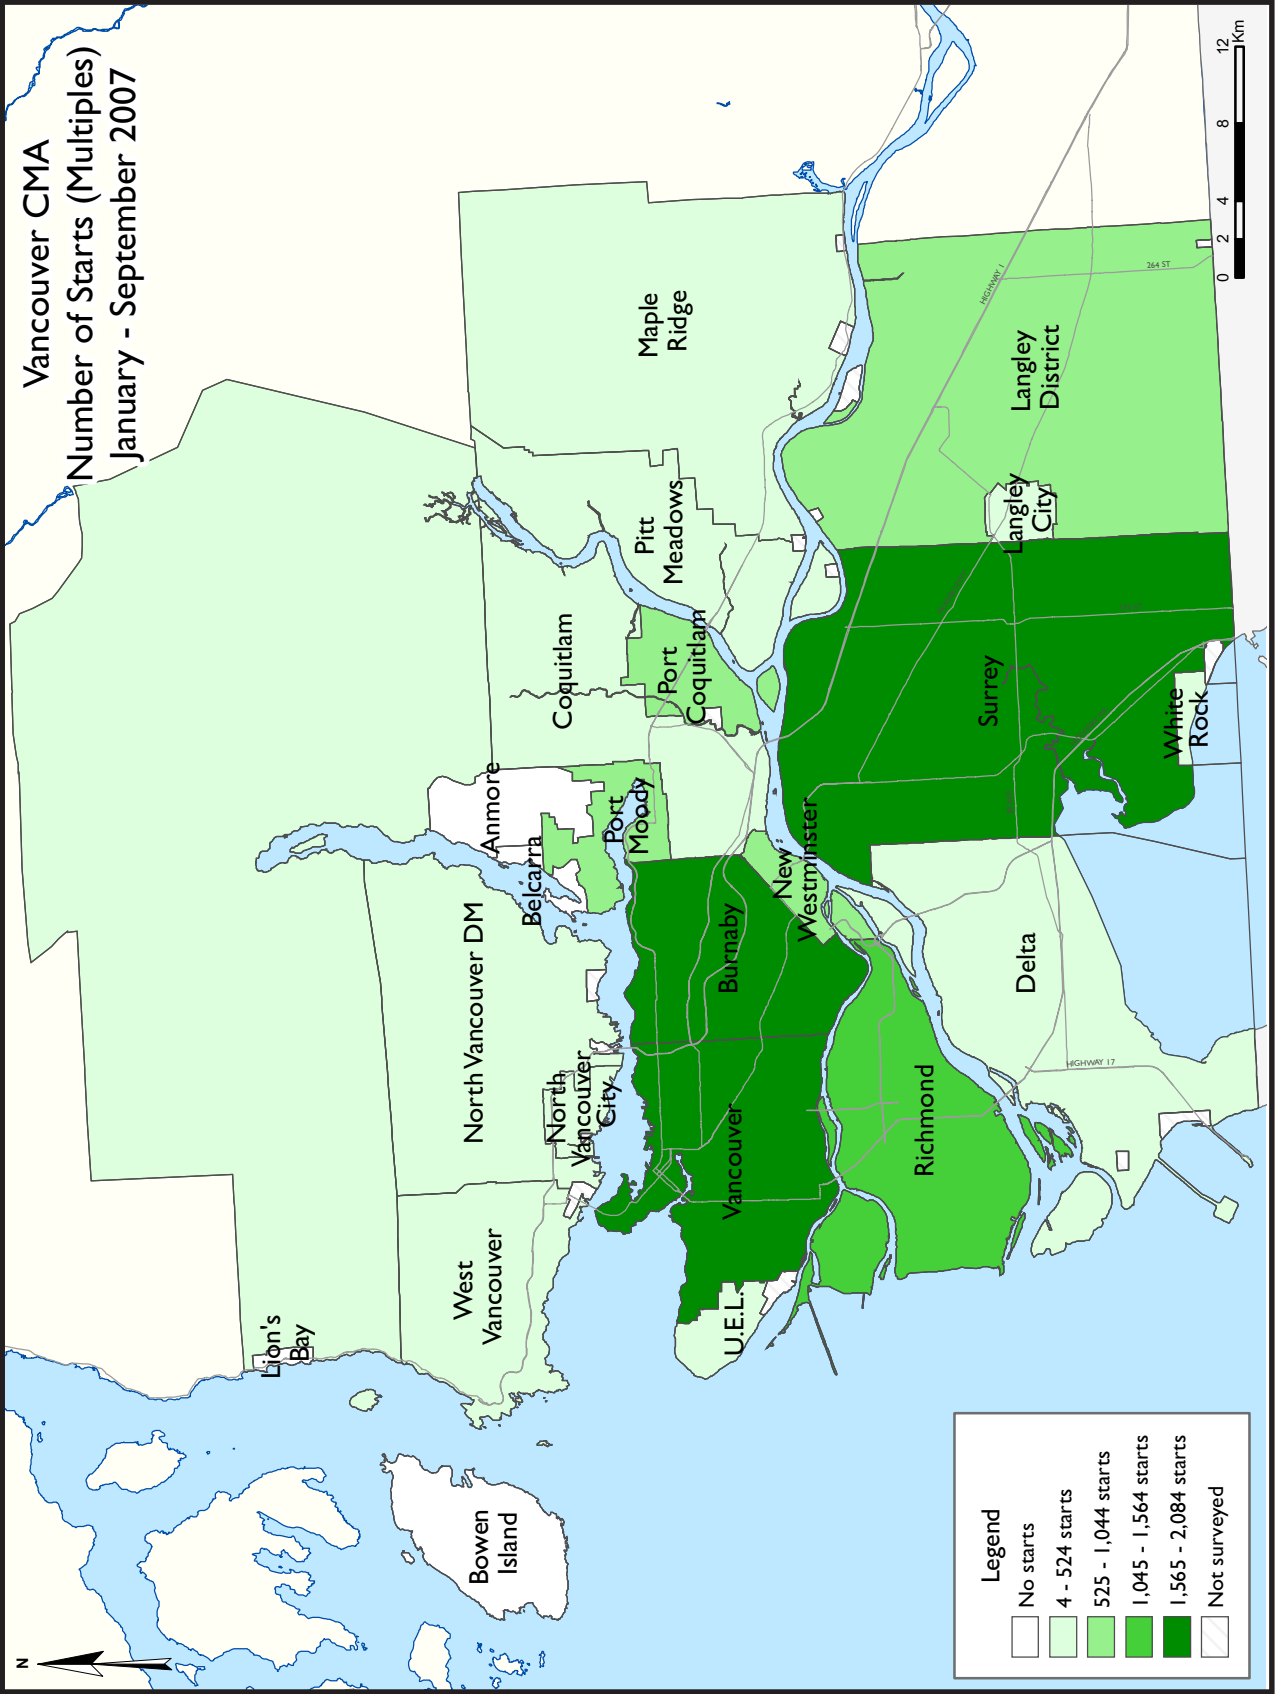 Vancouver CMA
Number of Starts (Multiples)
January - September 2007
N
Lion's
Bay
Bowen
Island
West
Vancouver
North Vancouver DM
North
Vancouver
City
Anmore
Belcarra
Port
Moody
Coquitlam
Port
Coquitlam
Pitt
Meadows
Maple
Ridge
U.E.L.
Vancouver
Burnaby
New
Westminster
Richmond
Delta
Surrey
White
Rock
Langley
City
Langley
District
HIGHWAY 1
264 ST
HIGHWAY 17
Legend
No starts
4 - 524 starts
525 - 1,044 starts
1,045 - 1,564 starts
1,565 - 2,084 starts
Not surveyed
0 2 4 8 12
Km